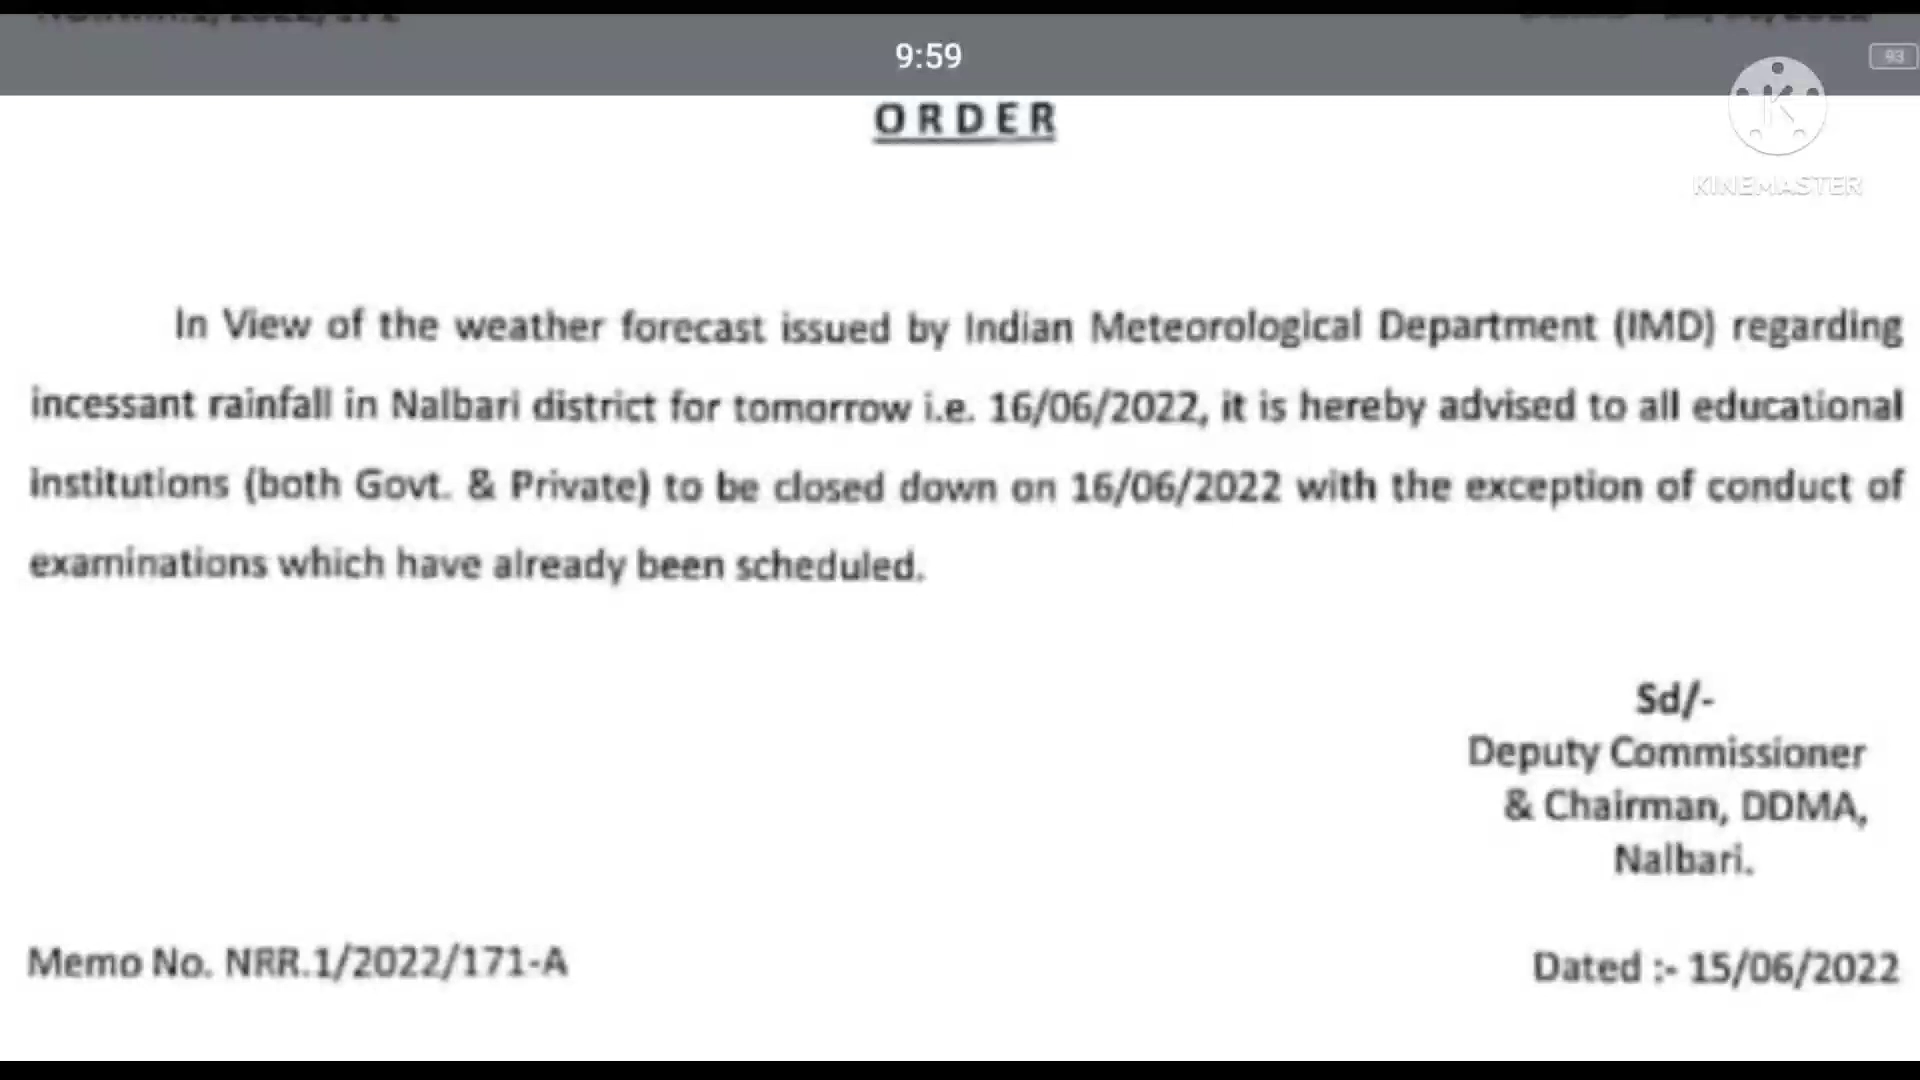 9:59
93
ORDER
KINEMASTER
In View of the weather forecast issued by Indian Meteorological Department (IMD) regarding
incessant rainfall in Nalbari district for tomorrow i.e. 16/06/2022, it is hereby advised to all educational
institutions (both Govt. & Private) to be closed down on 16/06/2022 with the exception of conduct of
examinations which have already been scheduled.
Sd/-
Deputy Commissioner
& Chairman, DDMA,
Nalbari.
Memo No. NRR.1/2022/171-A
Dated :- 15/06/2022